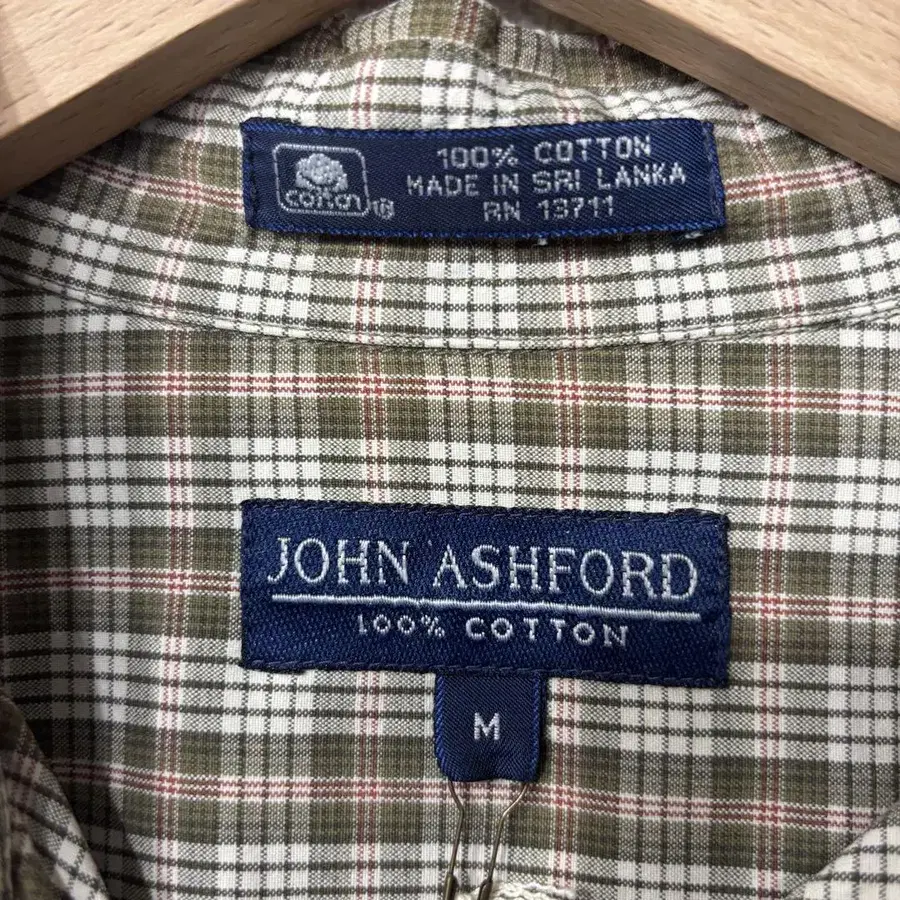 cotton®
100% COTTON
MADE IN SRI LANKA
RN 13711
JOHN ASHFORD
100% COTTON
M